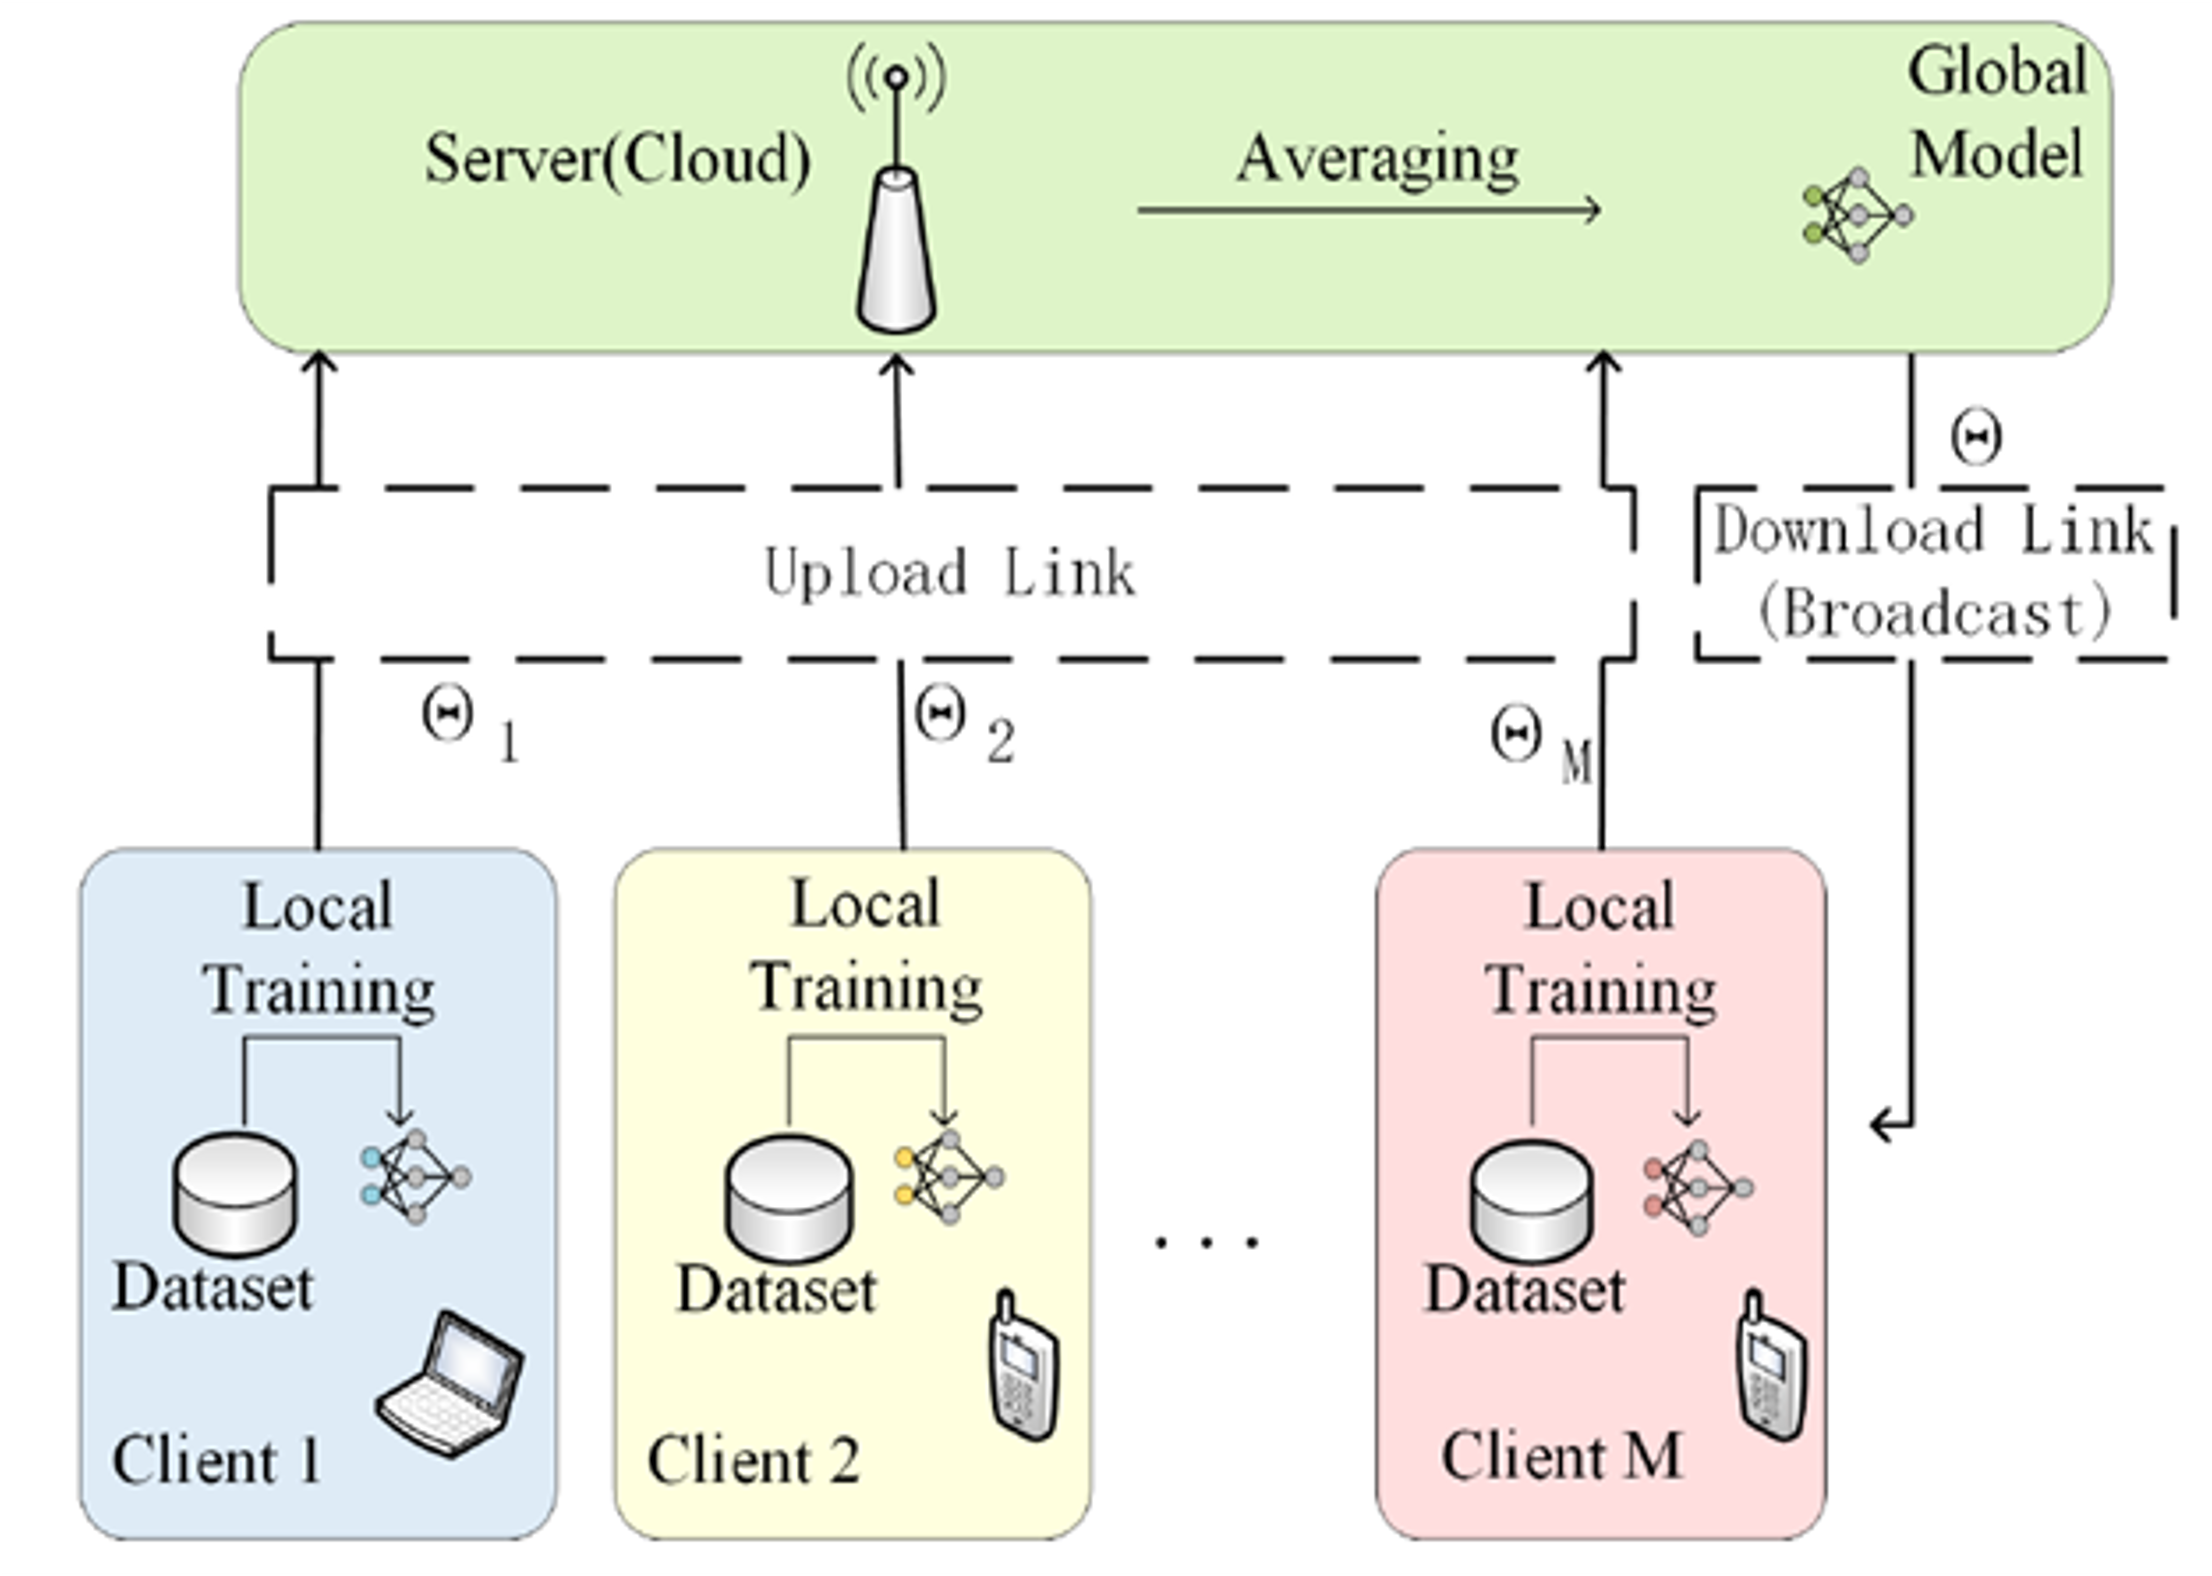 Global
Model
Server(Cloud)
Averaging
Θ
Upload Link
Download Link
(Broadcast)
Θ 1
Θ 2
Θ M
Local
Training
Dataset
Client 1
Local
Training
Dataset
Client 2
...
Local
Training
Dataset
Client M